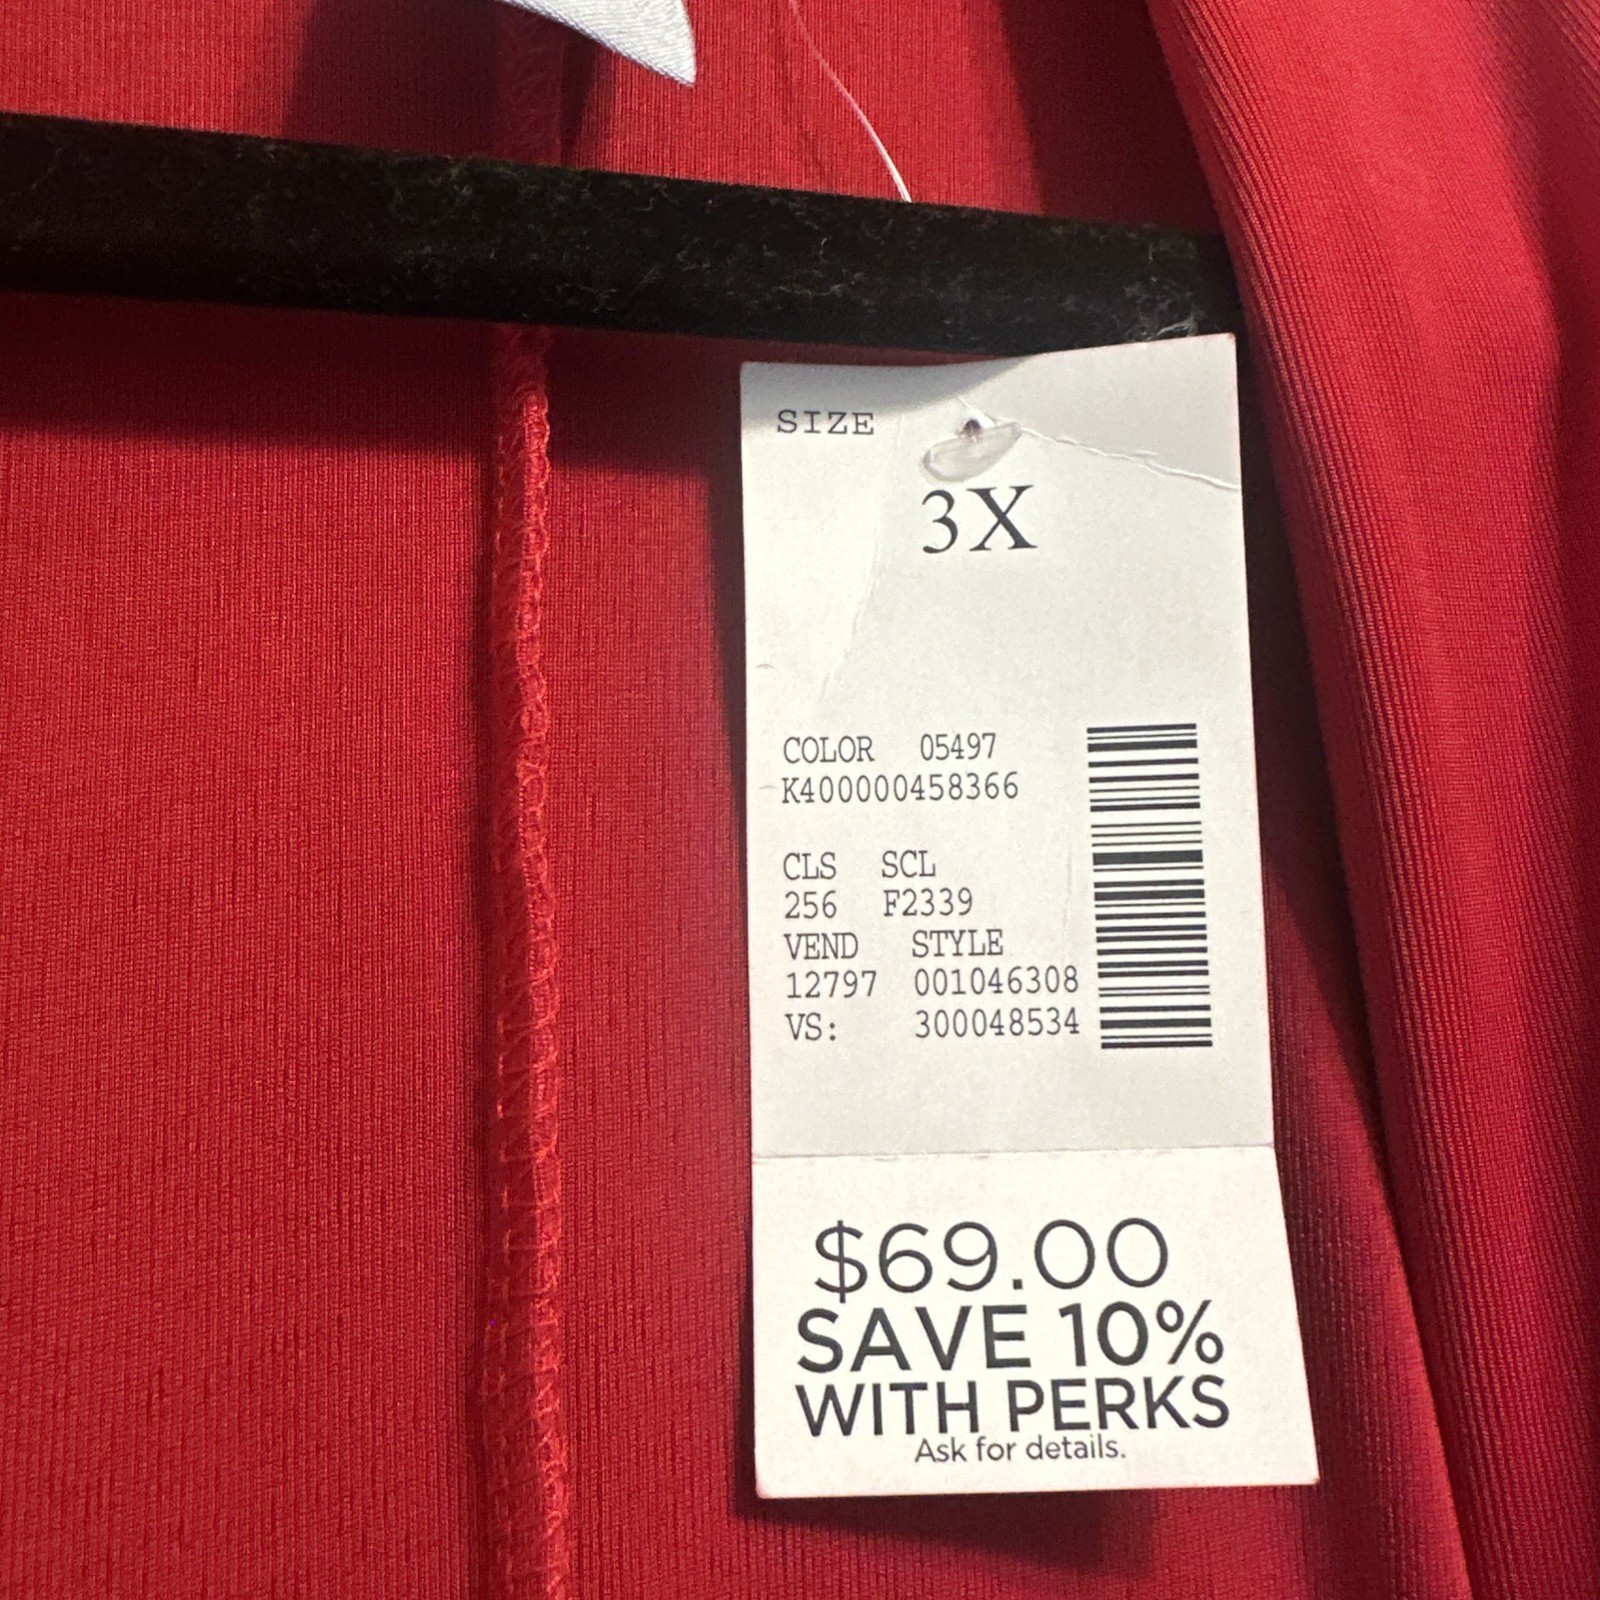 SIZE
3X
COLOR 05497
K400000458366
CLS SCL
256 F2339
VEND STYLE
12797 001046308
VS: 300048534
$69.00
SAVE 10%
WITH PERKS
Ask for details.